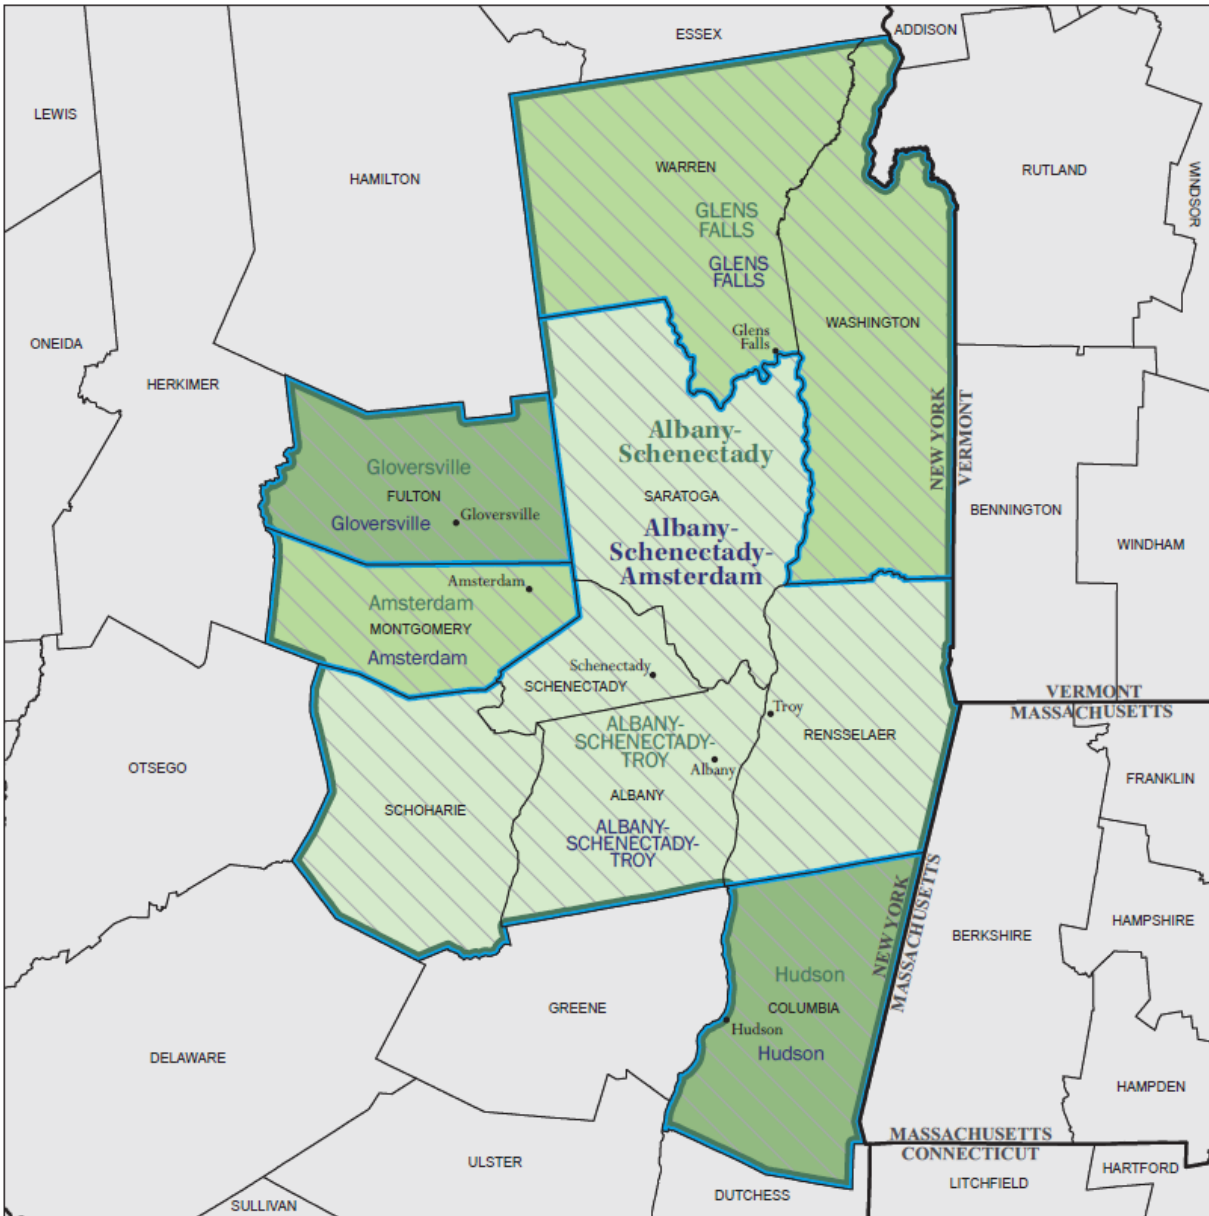 ESSEX
ADDISON
LEWIS
WARREN
RUTLAND
WINDSOR
HAMILTON
GLENS
FALLS
GLENS
FALLS
WASHINGTON
Glens
Falls
ONEIDA
HERKIMER
NEW YORK
VERMONT
Albany-
Schenectady
Gloversville
FULTON
Gloversville
Gloversville
SARATOGA
Albany-
Schenectady-
Amsterdam
BENNINGTON
WINDHAM
Amsterdam
Amsterdam
MONTGOMERY
Amsterdam
Schenectady
SCHENECTADY
VERMONT
MASSACHUSETTS
Troy
ALBANY-
SCHENECTADY-
TROY
RENSSELAER
Albany
OTSEGO
FRANKLIN
SCHOHARIE
ALBANY
ALBANY-
SCHENECTADY-
TROY
NEW YORK
MASSACHUSETTS
HAMPSHIRE
BERKSHIRE
Hudson
COLUMBIA
GREENE
Hudson
Hudson
DELAWARE
HAMPDEN
MASSACHUSETTS
CONNECTICUT
ULSTER
HARTFORD
LITCHFIELD
DUTCHESS
SULLIVAN